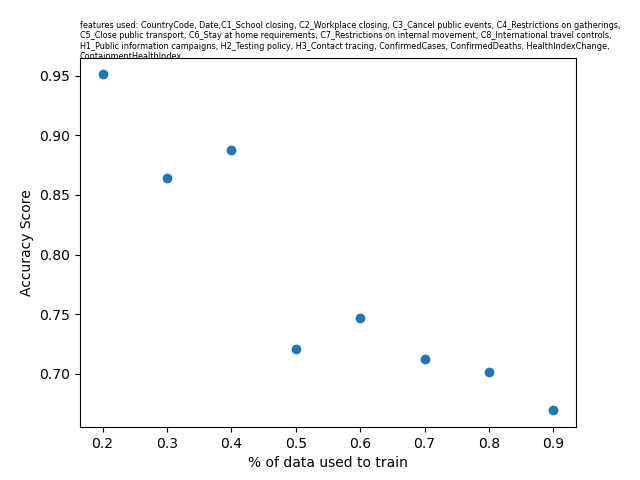 features used: CountryCode, Date,C1_School closing, C2_Workplace closing, C3_Cancel public events, C4_Restrictions on gatherings,
C5_Close public transport, C6_Stay at home requirements, C7_Restrictions on internal movement, C8_International travel controls,
H1_Public information campaigns, H2_Testing policy, H3_Contact tracing, ConfirmedCases, ConfirmedDeaths, HealthIndexChange,
ContainmentHealthIndex
0.95
0.90
0.85
0.80
0.75
0.70
Accuracy Score
0.2 0.3 0.4 0.5 0.6 0.7 0.8 0.9
% of data used to train